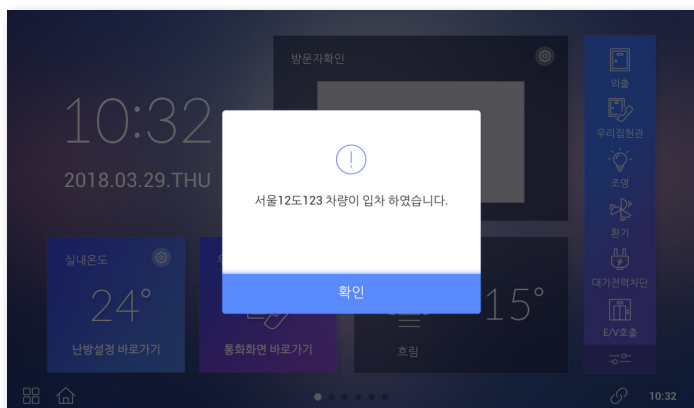 방문자확인
10:32
2018.03.29.THU
서울12도123 차량이 입차 하였습니다.
확인
실내온도
24°
난방설정 바로가기
통화화면 바로가기
15°
흐림
외출
우리집현관
조명
환기
대기전력차단
E/V호출
10:32